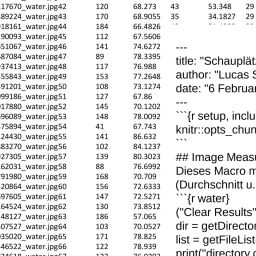 17670_water.jpg42 120 68.273 43 53.348 29
89224_water.jpg43 170 68.9055 35 34.1827 29
18161_water.jpg44 184 66.4826
90093_water.jpg45 112 67.5606
51067_water.jpg46 141 74.6272
87084_water.jpg47 89 78.3395
37413_water.jpg48 117 76.988
55843_water.jpg49 153 77.2648
91201_water.jpg50 108 73.1274
99186_water.jpg51 127 67.86
17880_water.jpg52 145 70.1202
96089_water.jpg53 148 78.0092
75894_water.jpg54 41 67.743
24430_water.jpg55 141 86.632
83270_water.jpg56 102 84.1237
27305_water.jpg57 139 80.3023
62031_water.jpg58 88 76.6992
91980_water.jpg59 168 70.709
20864_water.jpg60 156 72.6333
97605_water.jpg61 147 72.5271
64524_water.jpg62 130 73.8512
48127_water.jpg63 186 57.065
07527_water.jpg64 103 70.0527
35020_water.jpg65 171 78.825
46522_water.jpg66 122 78.939
---
title: "Schauplät
author: "Lucas S
date: "6 Februar
---
```{r setup, inclu
knitr::opts_chun
## Image Measu
Dieses Macro m
(Durchschnitt u.
```{r water}
("Clear Results"
dir = getDirector
list = getFileList
print("directory c